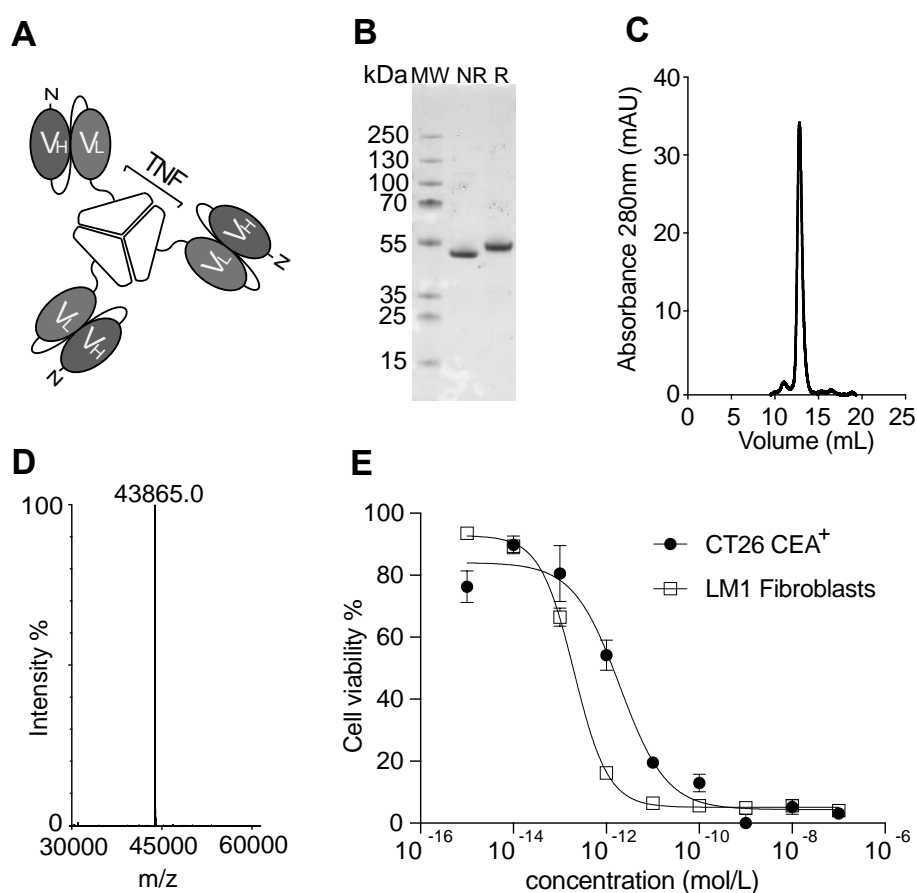 A
N
VH VL
TNF
VH
VL
N
VL
VH
N
B
kDa MW NR R
250
130
100
70
55
35
25
15
C
Absorbance 280nm (mAU)
40
30
20
10
0
0 5 10 15 20 25
Volume (mL)
D
43865.0
100
Intensity %
0
30000 45000 60000
m/z
E
100
80
60
40
20
0
Cell viability %
CT26 CEA+
LM1 Fibroblasts
10-16 10-14 10-12 10-10 10-8 10-6
concentration (mol/L)